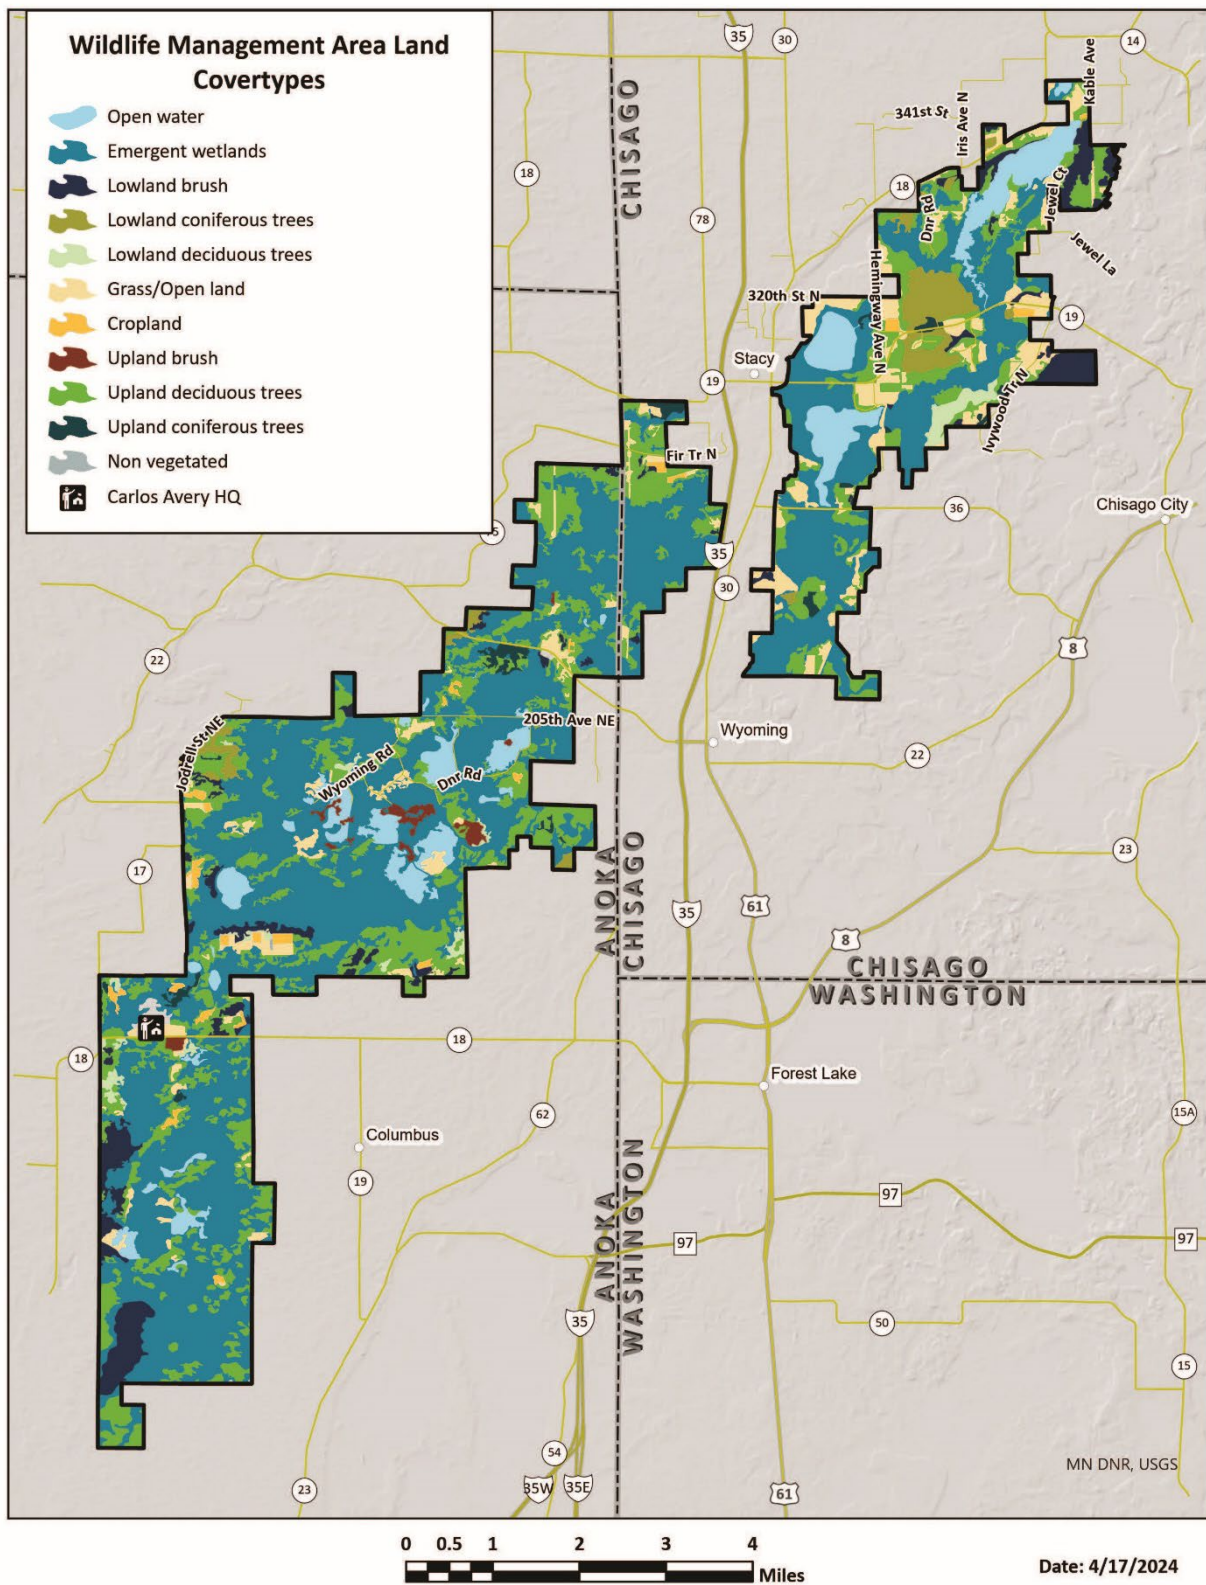 Wildlife Management Area Land
Covertypes
Open water
Emergent wetlands
Lowland brush
Lowland coniferous trees
Lowland deciduous trees
Grass/Open land
Cropland
Upland brush
Upland deciduous trees
Upland coniferous trees
Non vegetated
Carlos Avery HQ
35
30
14
CHISAGO
Kable Ave
341st St
Iris Ave N
18
18
78
Dnr Rd
Jewel Ct
Jewel La
Hemingway Ave N
320th St N
19
Stacy
19
Ivywood Tr N
Fir Tr N
36
Chisago City
35
30
22
8
205th Ave NE
Jodrell St NE
Wyoming Rd
Dnr Rd
Wyoming
22
17
23
ANOKA
CHISAGO
35
61
8
CHISAGO
WASHINGTON
18
18
Forest Lake
62
15A
Columbus
19
ANOKA
WASHINGTON
97
97
97
35
50
15
54
23
35W
35E
61
MN DNR, USGS
0 0.5 1 2 3 4
Miles
Date: 4/17/2024